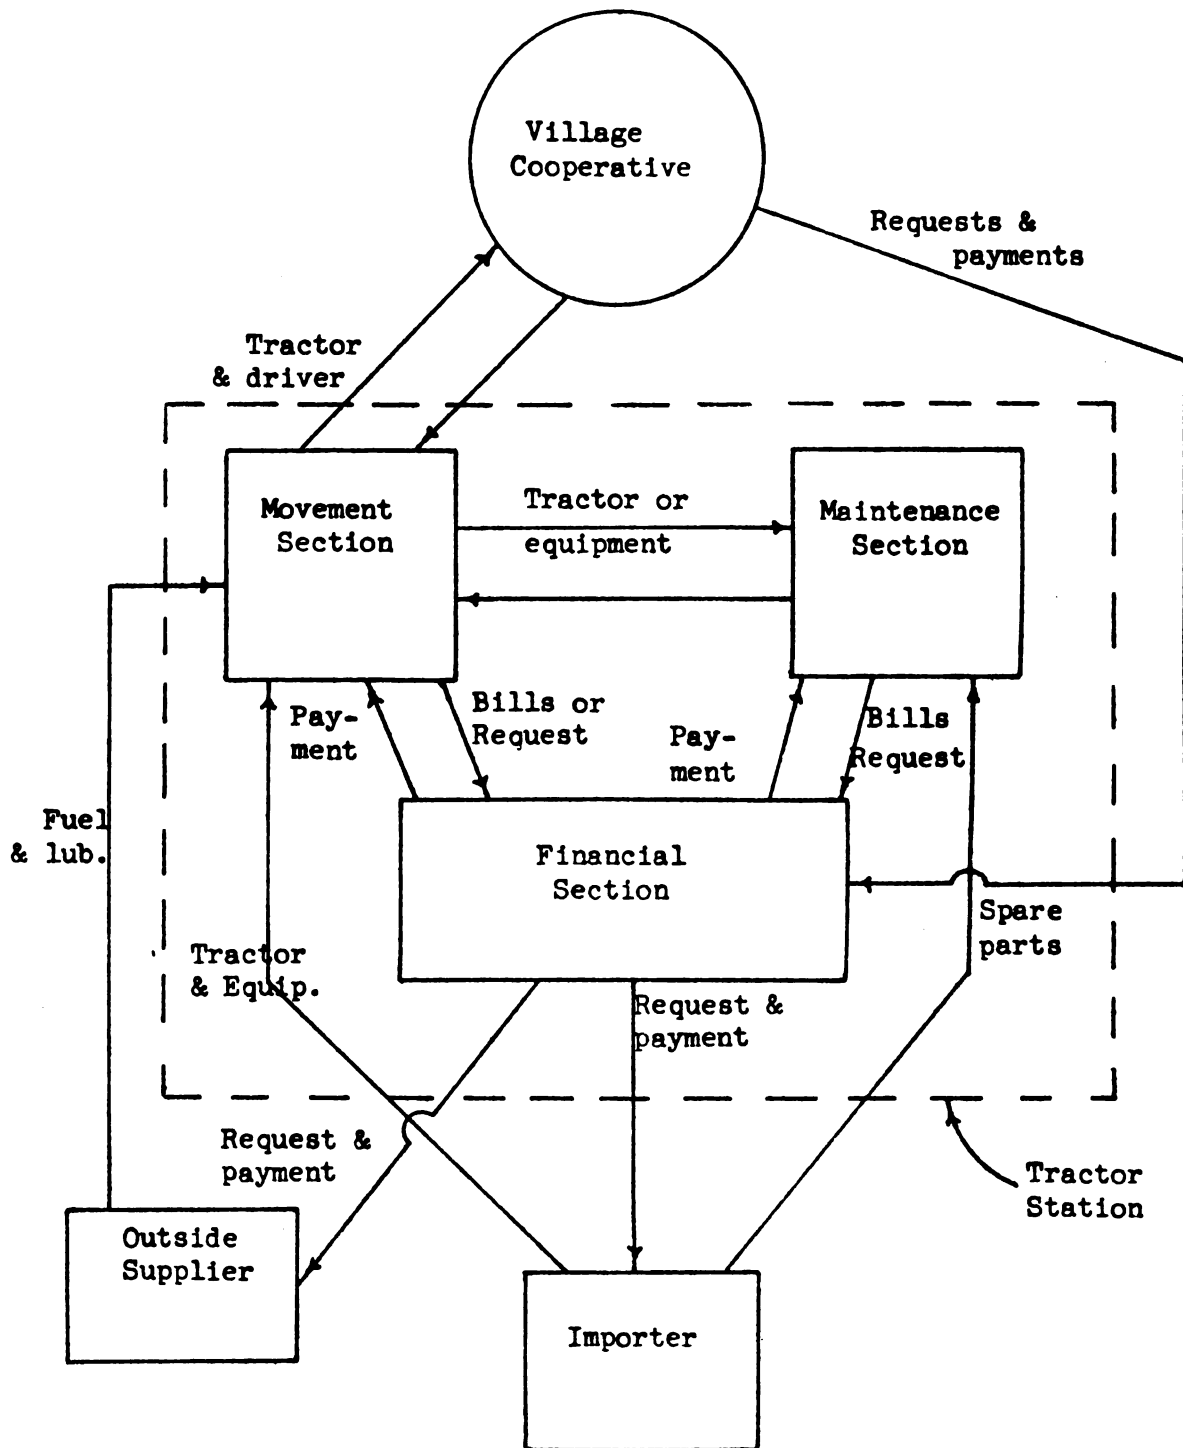 Village
Cooperative
Requests &
payments
Tractor
& driver
Movement
Section
Tractor or
equipment
Maintenance
Section
Pay-
ment
Bills or
Request
Pay-
ment
Bills
Request
Fuel
& lub.
Financial
Section
Spare
parts
Tractor
& Equip.
Request &
payment
Request &
payment
Tractor
Station
Outside
Supplier
Importer